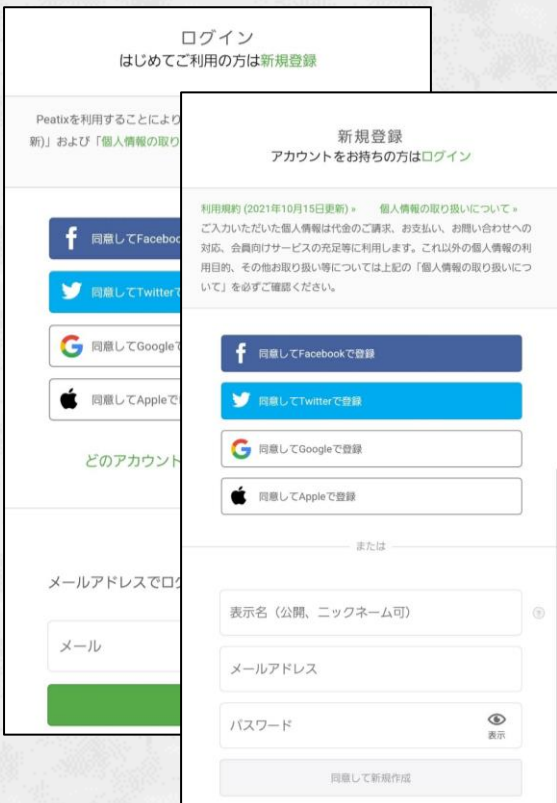 ログイン
はじめてご利用の方は新規登録
Peatixを利用することにより
新)」および「個人情報の取り
同意してFaceboo
同意してTwitter
同意してGoogle
同意してAppleで
どのアカウント
メールアドレスでロ
メール
新規登録
アカウントをお持ちの方はログイン
利用規約 (2021年10月15日更新) » 個人情報の取り扱いについて »
ご入力いただいた個人情報は代金のご請求、お支払い、お問い合わせへの
対応、会員向けサービスの充足等に利用します。これ以外の個人情報の利
用目的、その他お取り扱い等については上記の「個人情報の取り扱いにつ
いて」を必ずご確認ください。
同意してFacebookで登録
同意してTwitterで登録
同意してGoogleで登録
同意してAppleで登録
または
表示名（公開、ニックネーム可）
メールアドレス
パスワード
表示
同意して新規作成